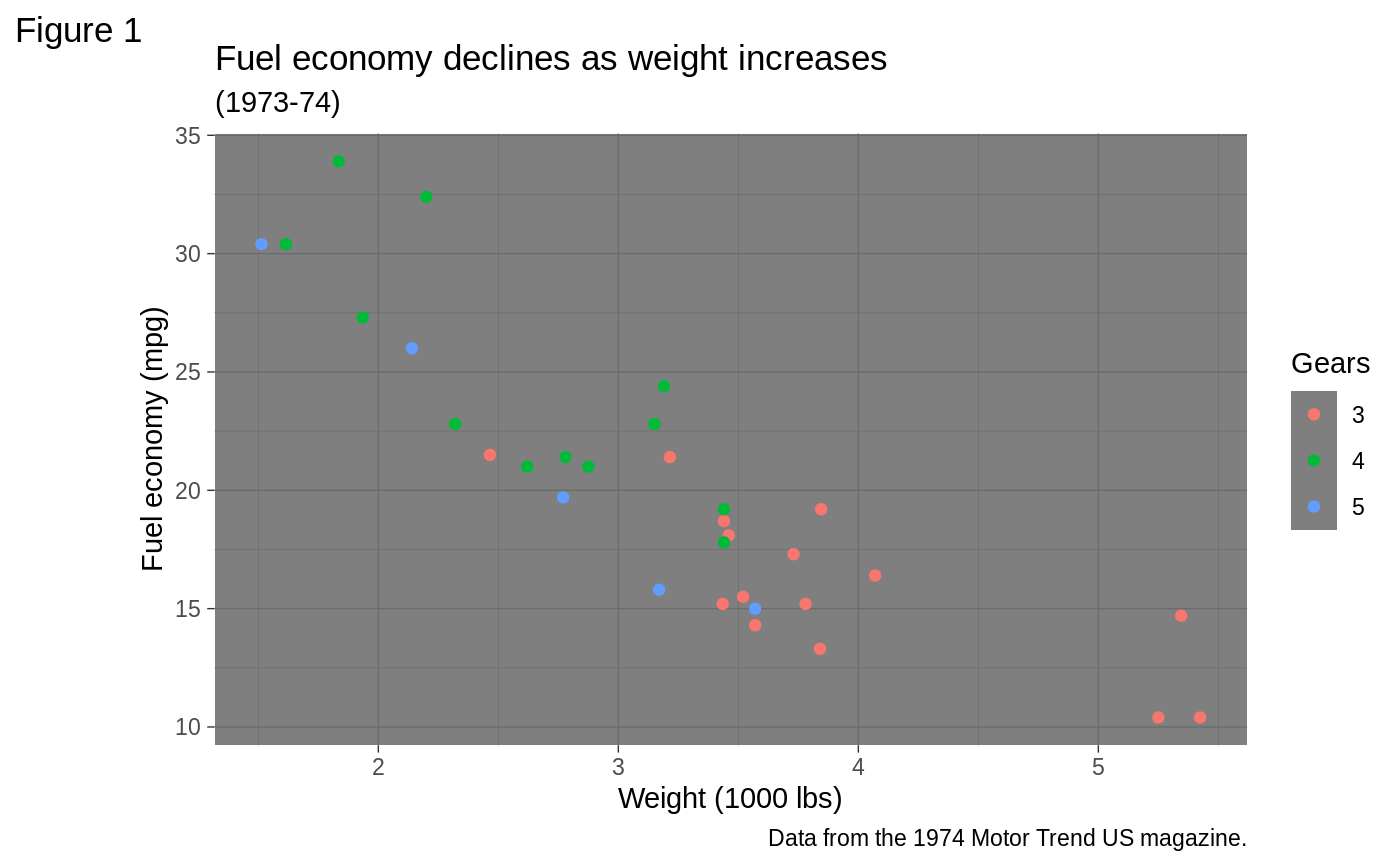 Figure 1
Fuel economy declines as weight increases
(1973-74)
35
30
25
20
15
10
Fuel economy (mpg)
2
3
4
5
Weight (1000 lbs)
Gears
3
4
5
Data from the 1974 Motor Trend US magazine.